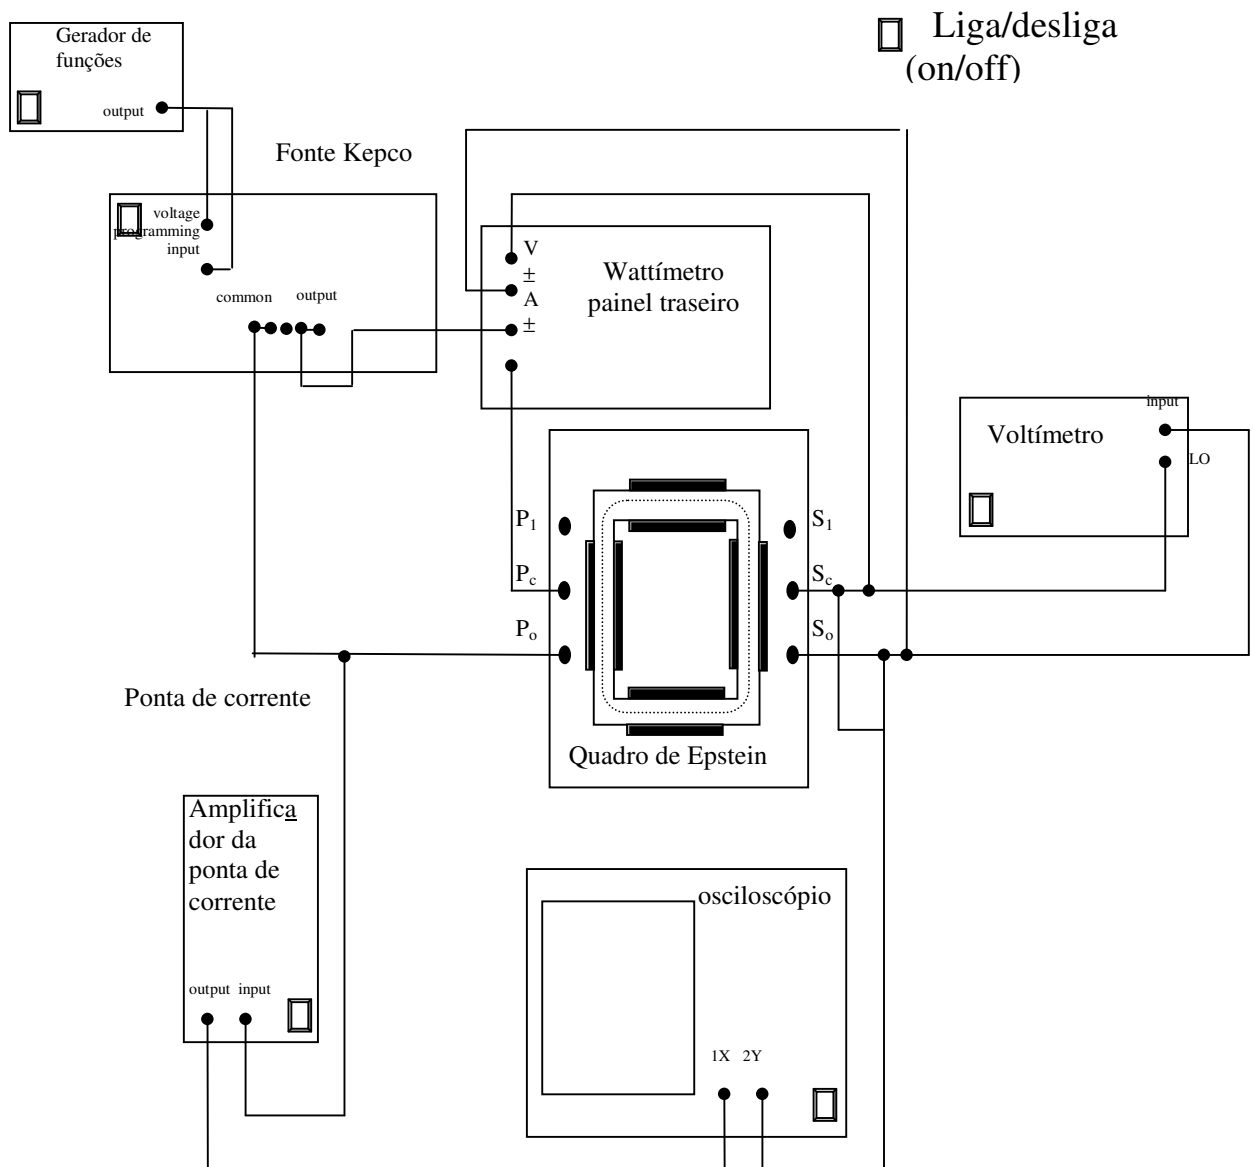 Liga/desliga
(on/off)
Gerador de
funções
output
Fonte Kepco
voltage
programming
input
common output
V
±
A
±
Wattímetro
painel traseiro
input
Voltímetro
LO
P1
Pc
Po
S1
Sc
So
Quadro de Epstein
Ponta de corrente
Amplifica
dor da
ponta de
corrente
output input
osciloscópio
1X 2Y